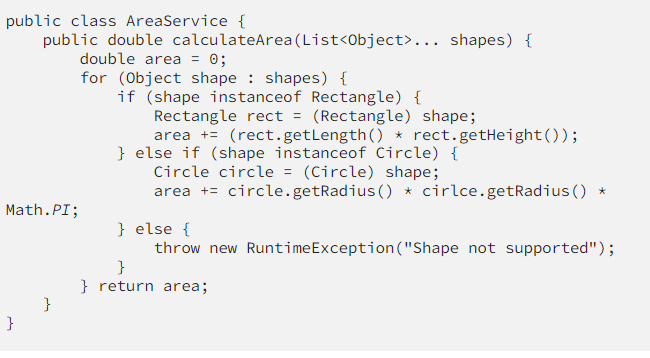 public class AreaService {
    public double calculateArea(List<Object>... shapes) {
        double area = 0;
        for (Object shape : shapes) {
            if (shape instanceof Rectangle) {
                Rectangle rect = (Rectangle) shape;
                area += (rect.getLength() * rect.getHeight());
            } else if (shape instanceof Circle) {
                Circle circle = (Circle) shape;
                area += circle.getRadius() * cirlce.getRadius() *
Math.PI;
            } else {
                throw new RuntimeException("Shape not supported");
            }
        } return area;
    }
}